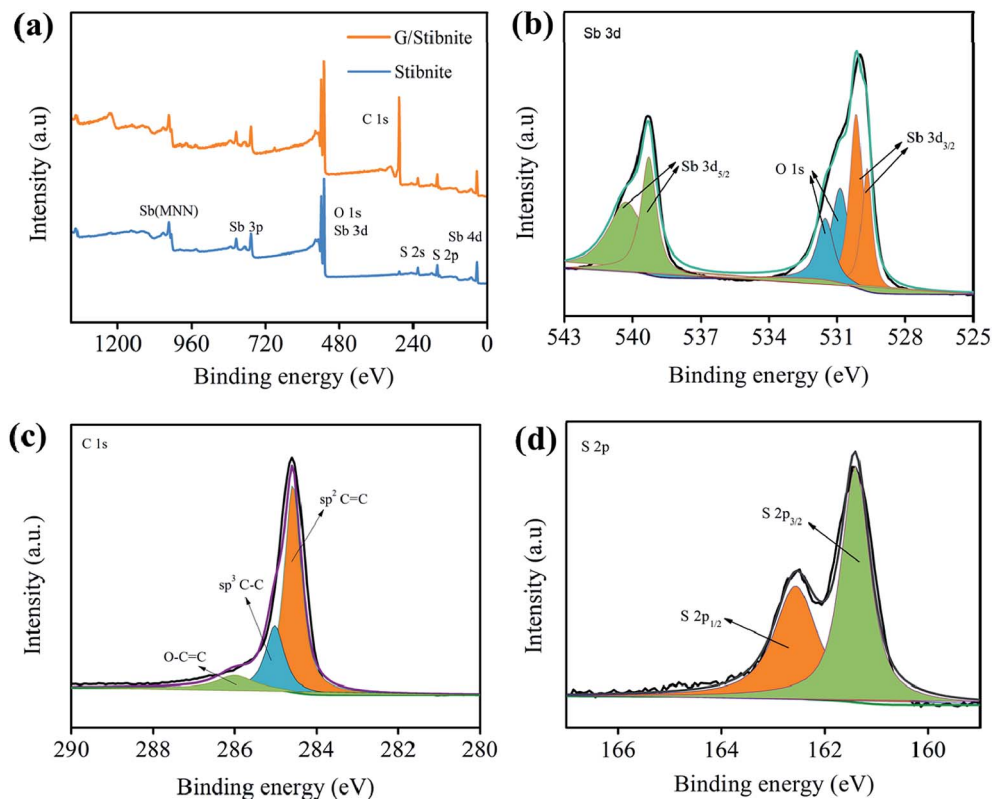 (a)
G/Stibnite
Stibnite
C 1s
Sb(MNN)
Sb 3p
O 1s
Sb 3d
S 2s
S 2p
Sb 4d
Intensity (a.u)
1200 960 720 480 240 0
Binding energy (eV)
(b)
Sb 3d
Sb 3d5/2
O 1s
Sb 3d3/2
Intensity (a.u)
543 540 537 534 531 528 525
Binding energy (eV)
(c)
C 1s
sp2 C=C
sp3 C-C
O-C=C
Intensity (a.u.)
290 288 286 284 282 280
Binding energy (eV)
(d)
S 2p
S 2p3/2
S 2p1/2
Intensity (a.u)
166 164 162 160
Binding energy (eV)